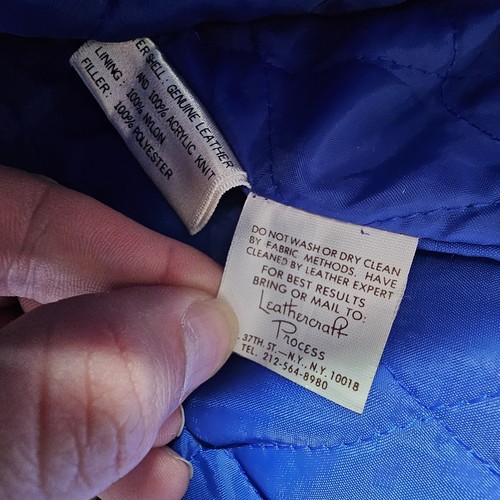 ER SHELL: GENUINE LEATHER
AND 100% ACRYLIC KNIT
LINING: 100% NYLON
FILLER: 100% POLYESTER
DO NOT WASH OR DRY CLEAN
BY FABRIC METHODS. HAVE
CLEANED BY LEATHER EXPERT
FOR BEST RESULTS
BRING OR MAIL TO:
Leathercraft
Process
. 37TH. ST.—N.Y., N.Y. 10018
TEL. 212-564-8980